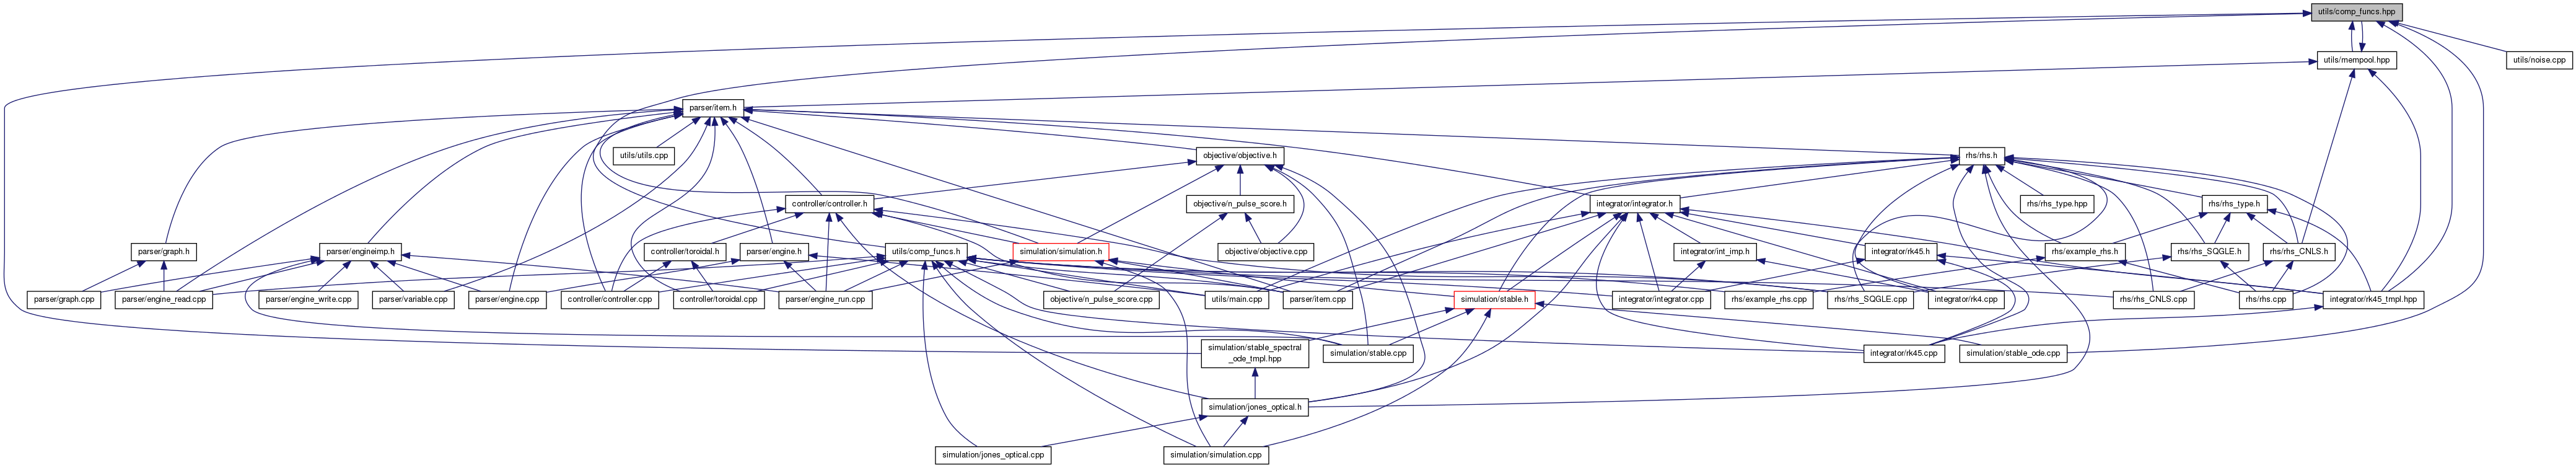 utils/comp_funcs.hpp
utils/mempool.hpp
utils/noise.cpp
parser/item.h
utils/utils.cpp
objective/objective.h
rhs/rhs.h
controller/controller.h
objective/n_pulse_score.h
integrator/integrator.h
rhs/rhs_type.hpp
rhs/rhs_type.h
parser/graph.h
parser/engineimp.h
controller/toroidal.h
parser/engine.h
utils/comp_funcs.h
simulation/simulation.h
objective/objective.cpp
integrator/int_imp.h
integrator/rk45.h
rhs/example_rhs.h
rhs/rhs_SQGLE.h
rhs/rhs_CNLS.h
parser/graph.cpp
parser/engine_read.cpp
parser/engine_write.cpp
parser/variable.cpp
parser/engine.cpp
controller/controller.cpp
controller/toroidal.cpp
parser/engine_run.cpp
objective/n_pulse_score.cpp
utils/main.cpp
parser/item.cpp
simulation/stable.h
integrator/integrator.cpp
rhs/example_rhs.cpp
rhs/rhs_SQGLE.cpp
integrator/rk4.cpp
rhs/rhs_CNLS.cpp
rhs/rhs.cpp
integrator/rk45_tmpl.hpp
simulation/stable_spectral
_ode_tmpl.hpp
simulation/stable.cpp
integrator/rk45.cpp
simulation/stable_ode.cpp
simulation/jones_optical.h
simulation/jones_optical.cpp
simulation/simulation.cpp